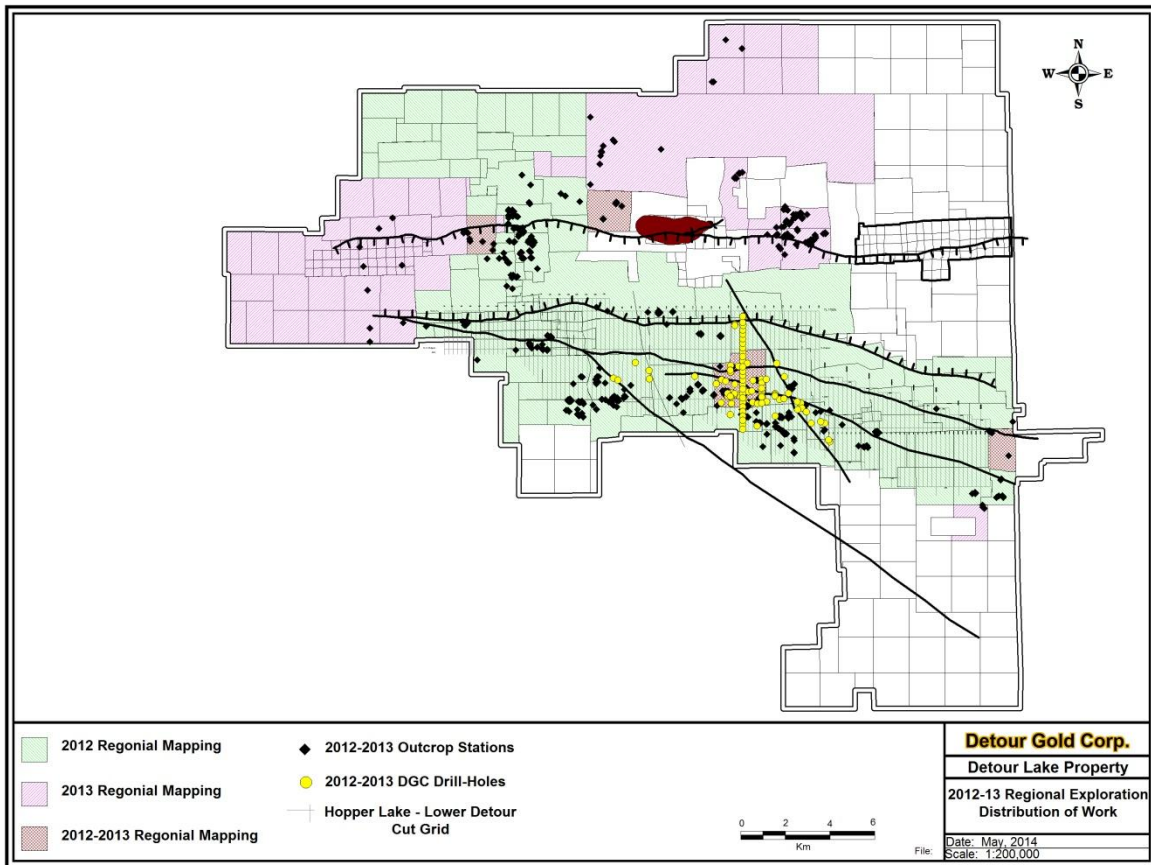 N
W E
S
2012 Regonial Mapping
2013 Regonial Mapping
2012-2013 Regonial Mapping
2012-2013 Outcrop Stations
2012-2013 DGC Drill-Holes
Hopper Lake - Lower Detour
Cut Grid
0 2 4 6
Km
Detour Gold Corp.
Detour Lake Property
2012-13 Regional Exploration
Distribution of Work
Date: May, 2014
File: Scale: 1:200,000